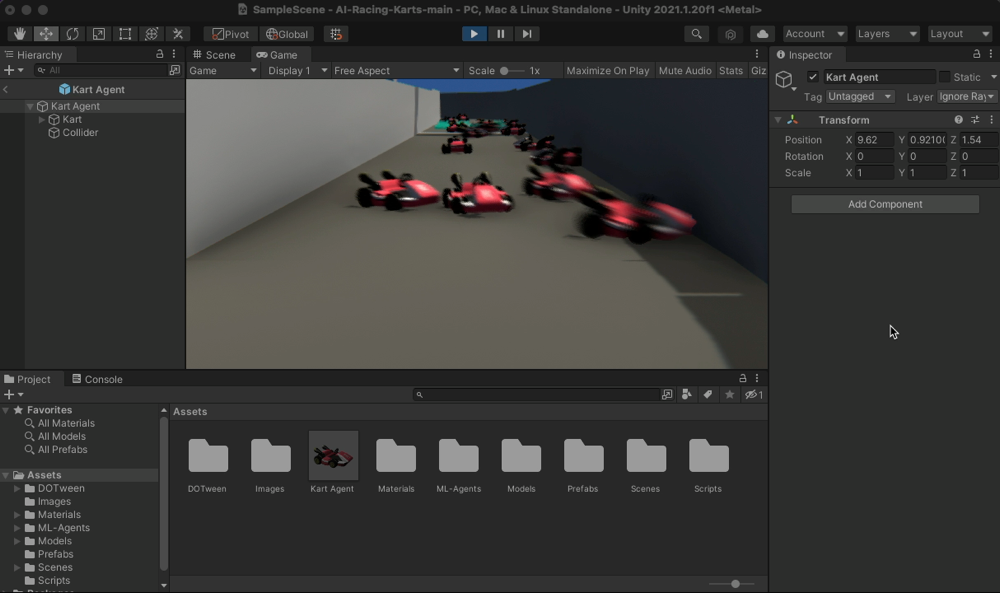 SampleScene - AI-Racing-Karts-main - PC, Mac & Linux Standalone - Unity 2021.1.20f1 <Metal>
Pivot Global Account Layers Layout
Hierarchy
All
Kart Agent
Kart Agent
Kart
Collider
Scene Game
Game Display 1 Free Aspect Scale 1x Maximize On Play Mute Audio Stats Giz
Inspector
Kart Agent Static
Tag Untagged Layer Ignore Ray
Transform
Position X 9.62 Y 0.9210( Z 1.54
Rotation X 0 Y 0 Z 0
Scale X 1 Y 1 Z 1
Add Component
Project Console
1
Favorites
All Materials
All Models
All Prefabs
Assets
DOTween
Images
Materials
ML-Agents
Models
Prefabs
Scenes
Scripts
Assets
DOTween Images Kart Agent Materials ML-Agents Models Prefabs Scenes Scripts